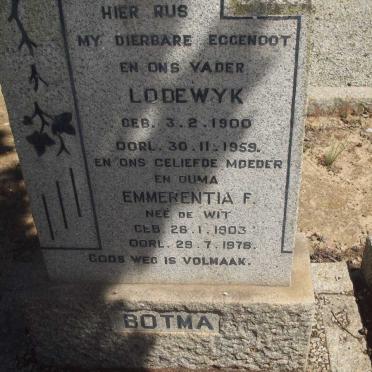 HIER RUS
MY DIERBARE EGGENOOT
EN ONS VADER
LODEWYK
GEB. 3.2.1900
OORL. 30.11.1959.
EN ONS GELIEFDE MOEDER
EN OUMA
EMMERENTIA F.
NEË DE WIT
GEB 28.1.1903
OORL. 29.7.1978.
GODS WEG IS VOLMAAK.
BOTMA